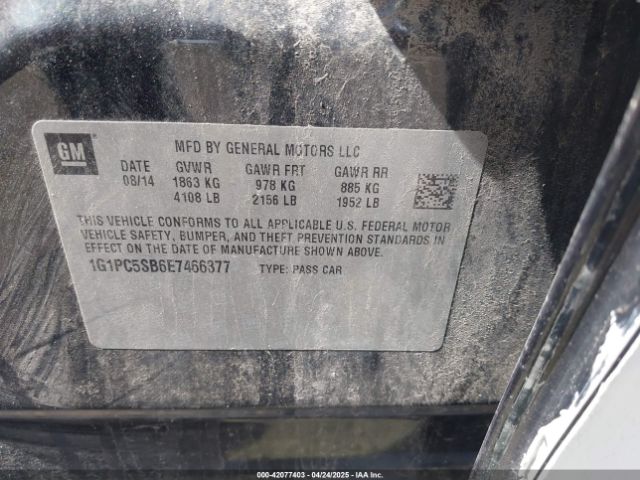 GM
MFD BY GENERAL MOTORS LLC
DATE GVWR GAWR FRT GAWR RR
08/14 1863 KG 978 KG 885 KG
4108 LB 2156 LB 1952 LB
THIS VEHICLE CONFORMS TO ALL APPLICABLE U.S. FEDERAL MOTOR
VEHICLE SAFETY, BUMPER, AND THEFT PREVENTION STANDARDS IN
EFFECT ON THE DATE OF MANUFACTURE SHOWN ABOVE.
1G1PC5SB6E7466377 TYPE: PASS CAR
000-42077403 - 04/24/2025 - IAAI.com